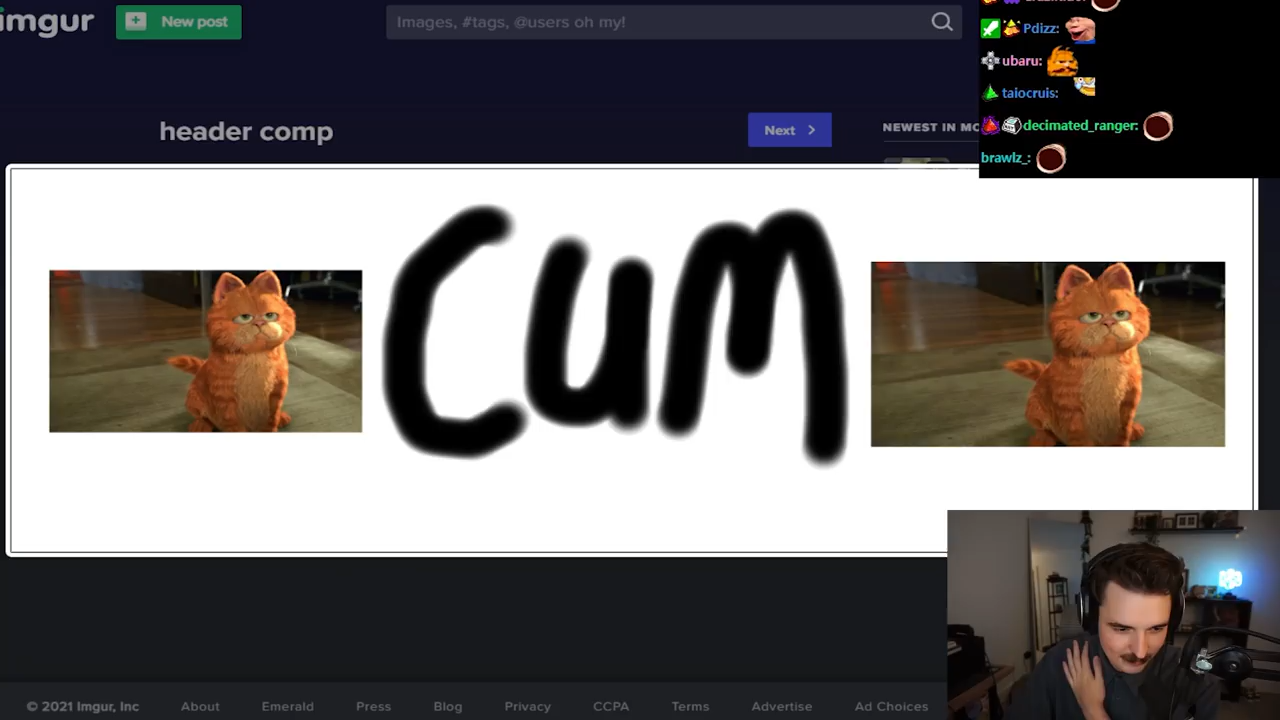 imgur
New post
Images, #tags, @users oh my!
header comp
Next
NEWEST IN MO
Pdizz:
ubaru:
taiocruis:
decimated_ranger:
brawlz_:
CUM
© 2021 Imgur, Inc
About
Emerald
Press
Blog
Privacy
CCPA
Terms
Advertise
Ad Choices